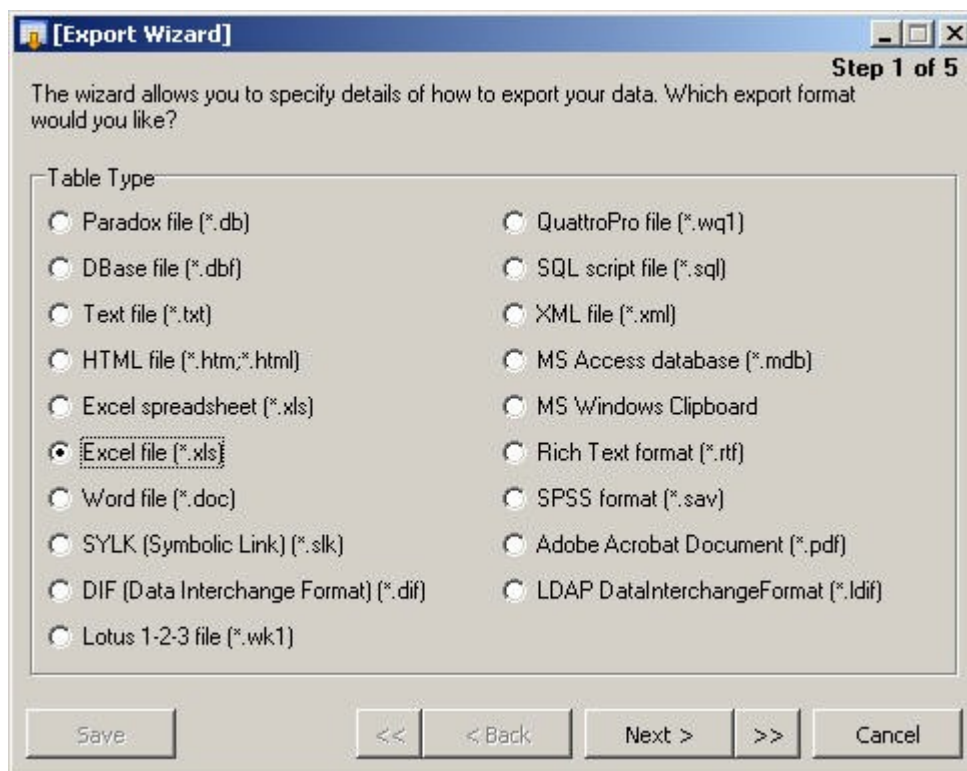 [Export Wizard]
Step 1 of 5
The wizard allows you to specify details of how to export your data. Which export format
would you like?
Table Type
Paradox file (*.db)
DBase file (*.dbf)
Text file (*.txt)
HTML file (*.htm;*.html)
Excel spreadsheet (*.xls)
Excel file (*.xls)
Word file (*.doc)
SYLK (Symbolic Link) (*.slk)
DIF (Data Interchange Format) (*.dif)
Lotus 1-2-3 file (*.wk1)
QuattroPro file (*.wq1)
SQL script file (*.sql)
XML file (*.xml)
MS Access database (*.mdb)
MS Windows Clipboard
Rich Text format (*.rtf)
SPSS format (*.sav)
Adobe Acrobat Document (*.pdf)
LDAP DataInterchangeFormat (*.ldif)
Save
<<
< Back
Next >
>>
Cancel